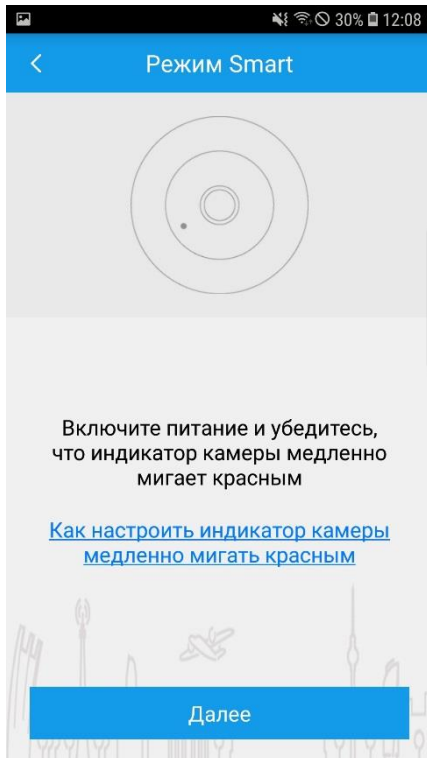 30% 12:08
Режим Smart
Включите питание и убедитесь,
что индикатор камеры медленно
мигает красным
Как настроить индикатор камеры
медленно мигать красным
Далее